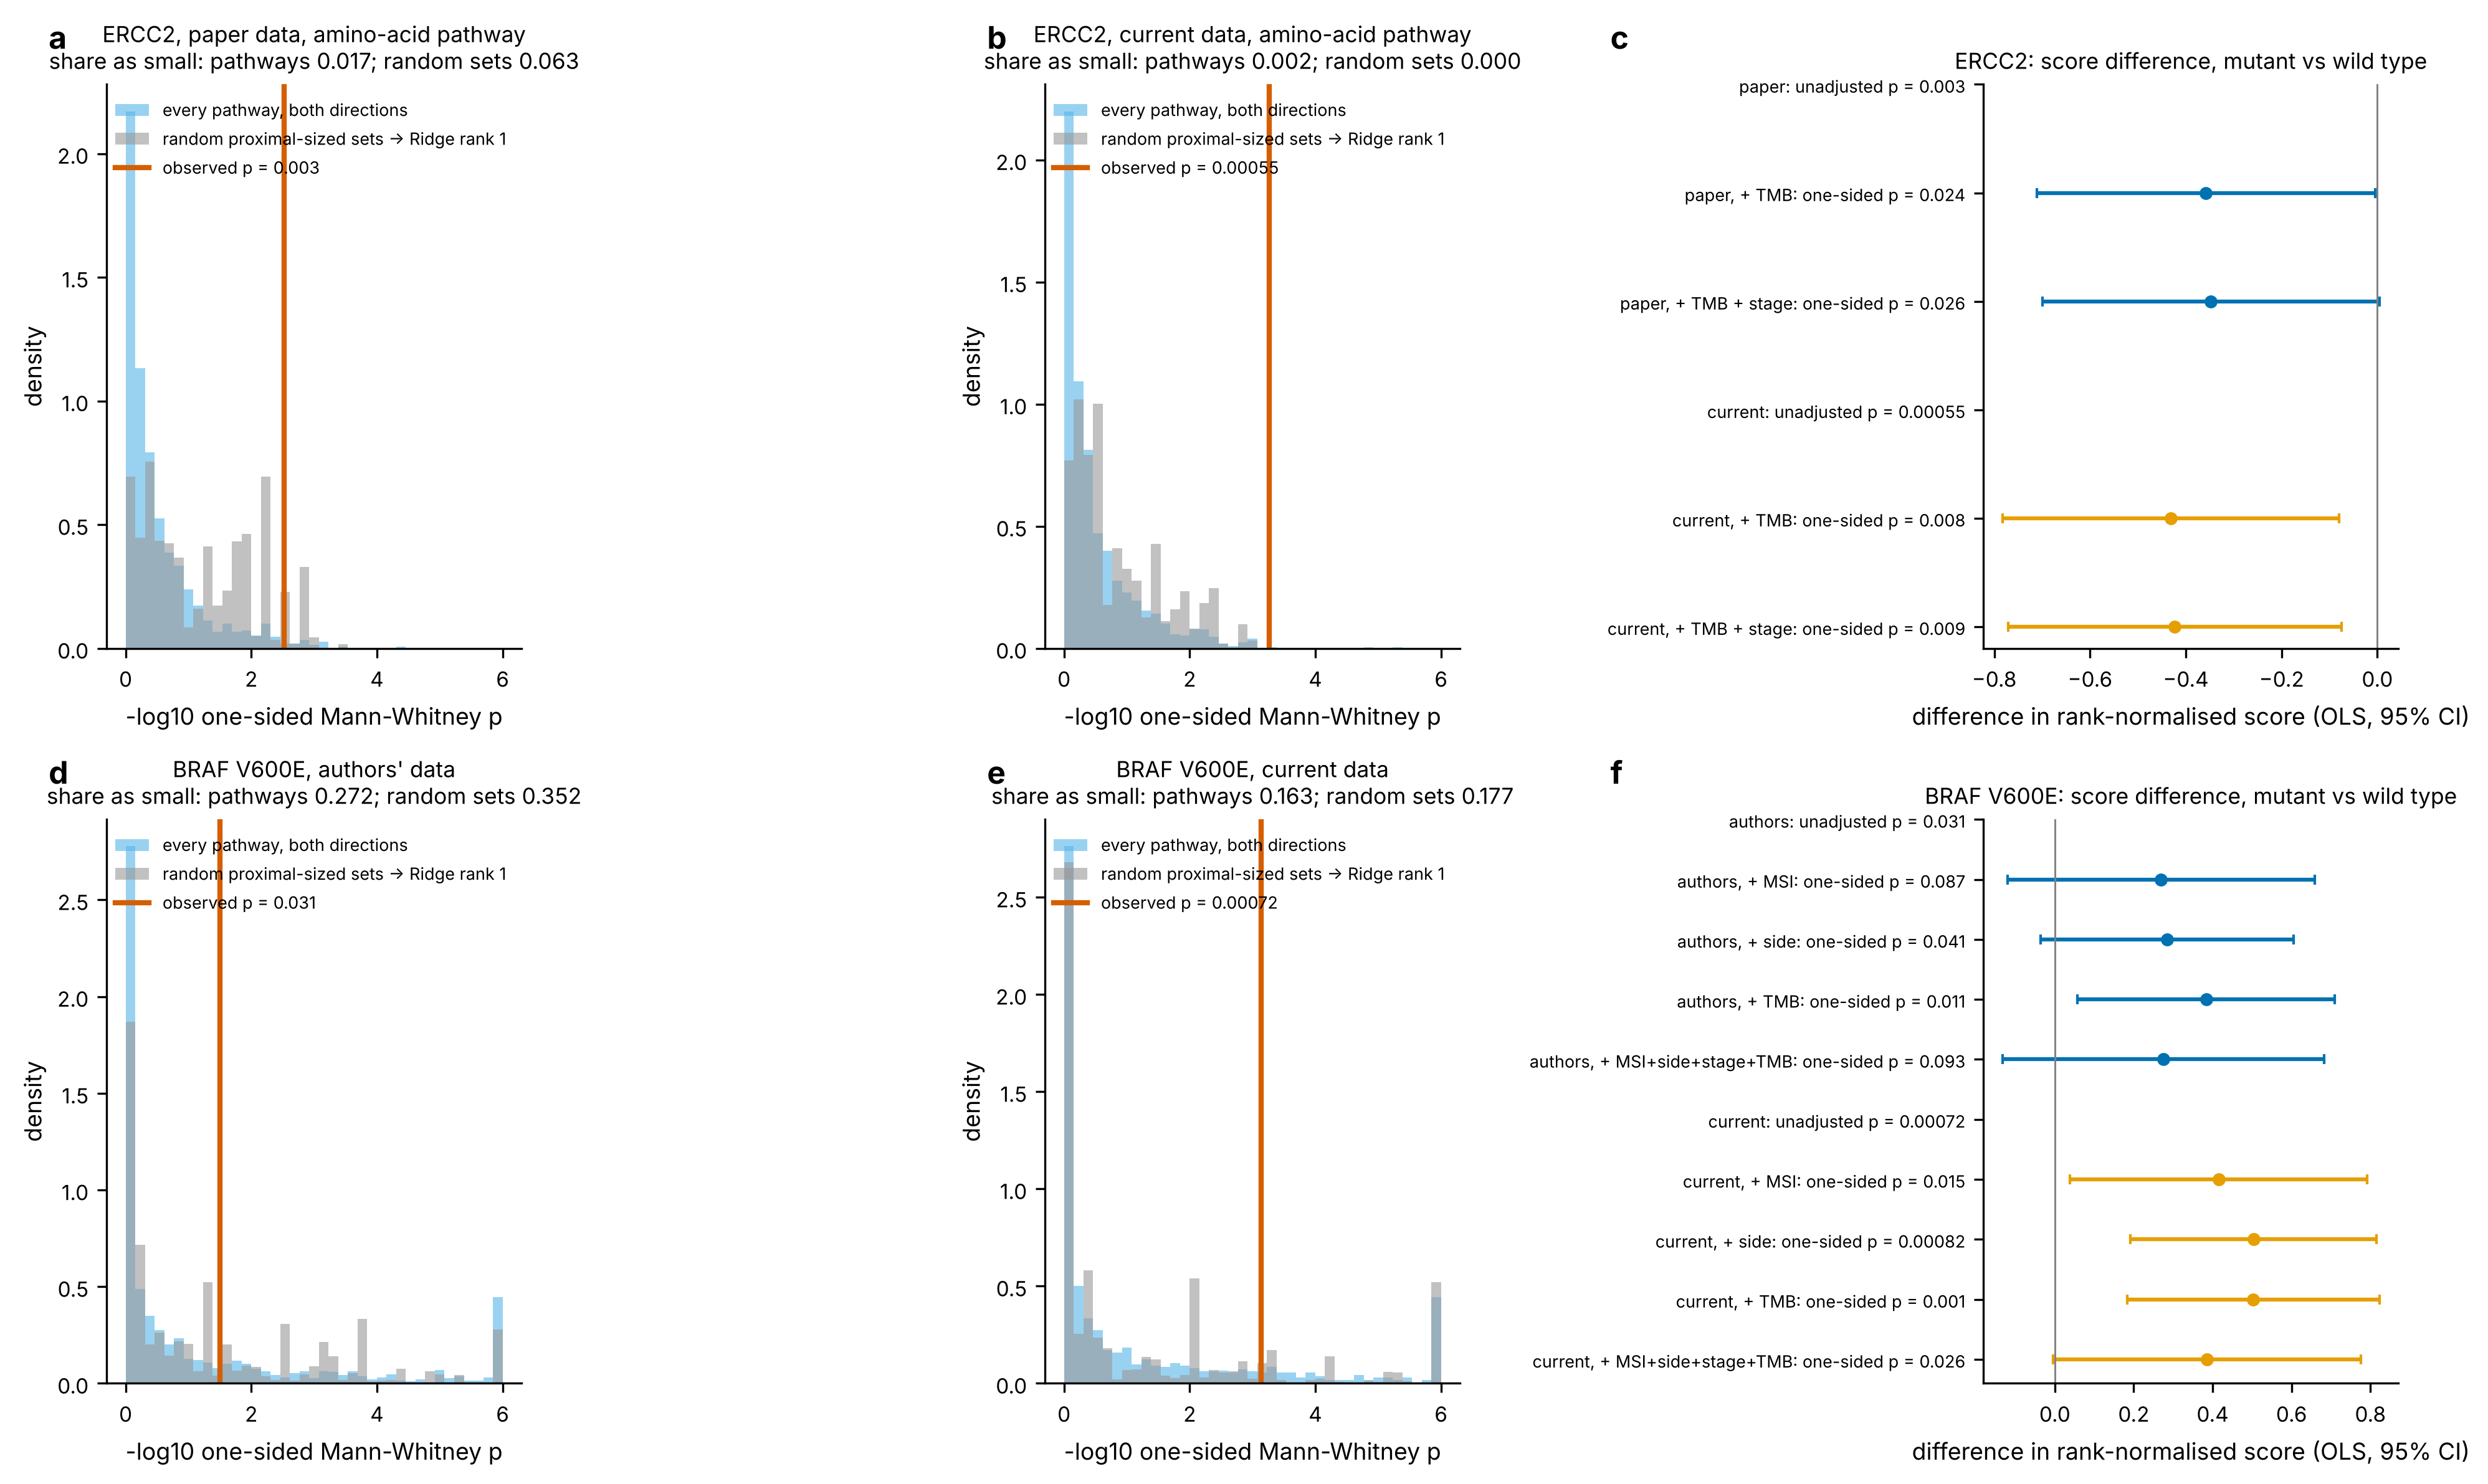 a
ERCC2, paper data, amino-acid pathway
share as small: pathways 0.017; random sets 0.063
every pathway, both directions
random proximal-sized sets → Ridge rank 1
observed p = 0.003
density
2.0
1.5
1.0
0.5
0.0
0
2
4
6
-log10 one-sided Mann-Whitney p
b
ERCC2, current data, amino-acid pathway
share as small: pathways 0.002; random sets 0.000
every pathway, both directions
random proximal-sized sets → Ridge rank 1
observed p = 0.00055
density
2.0
1.5
1.0
0.5
0.0
0
2
4
6
-log10 one-sided Mann-Whitney p
c
ERCC2: score difference, mutant vs wild type
paper: unadjusted p = 0.003
paper, + TMB: one-sided p = 0.024
paper, + TMB + stage: one-sided p = 0.026
current: unadjusted p = 0.00055
current, + TMB: one-sided p = 0.008
current, + TMB + stage: one-sided p = 0.009
−0.8
−0.6
−0.4
−0.2
0.0
difference in rank-normalised score (OLS, 95% CI)
d
BRAF V600E, authors' data
share as small: pathways 0.272; random sets 0.352
every pathway, both directions
random proximal-sized sets → Ridge rank 1
observed p = 0.031
density
2.5
2.0
1.5
1.0
0.5
0.0
0
2
4
6
-log10 one-sided Mann-Whitney p
e
BRAF V600E, current data
share as small: pathways 0.163; random sets 0.177
every pathway, both directions
random proximal-sized sets → Ridge rank 1
observed p = 0.00072
density
2.5
2.0
1.5
1.0
0.5
0.0
0
2
4
6
-log10 one-sided Mann-Whitney p
f
BRAF V600E: score difference, mutant vs wild type
authors: unadjusted p = 0.031
authors, + MSI: one-sided p = 0.087
authors, + side: one-sided p = 0.041
authors, + TMB: one-sided p = 0.011
authors, + MSI+side+stage+TMB: one-sided p = 0.093
current: unadjusted p = 0.00072
current, + MSI: one-sided p = 0.015
current, + side: one-sided p = 0.00082
current, + TMB: one-sided p = 0.001
current, + MSI+side+stage+TMB: one-sided p = 0.026
0.0
0.2
0.4
0.6
0.8
difference in rank-normalised score (OLS, 95% CI)